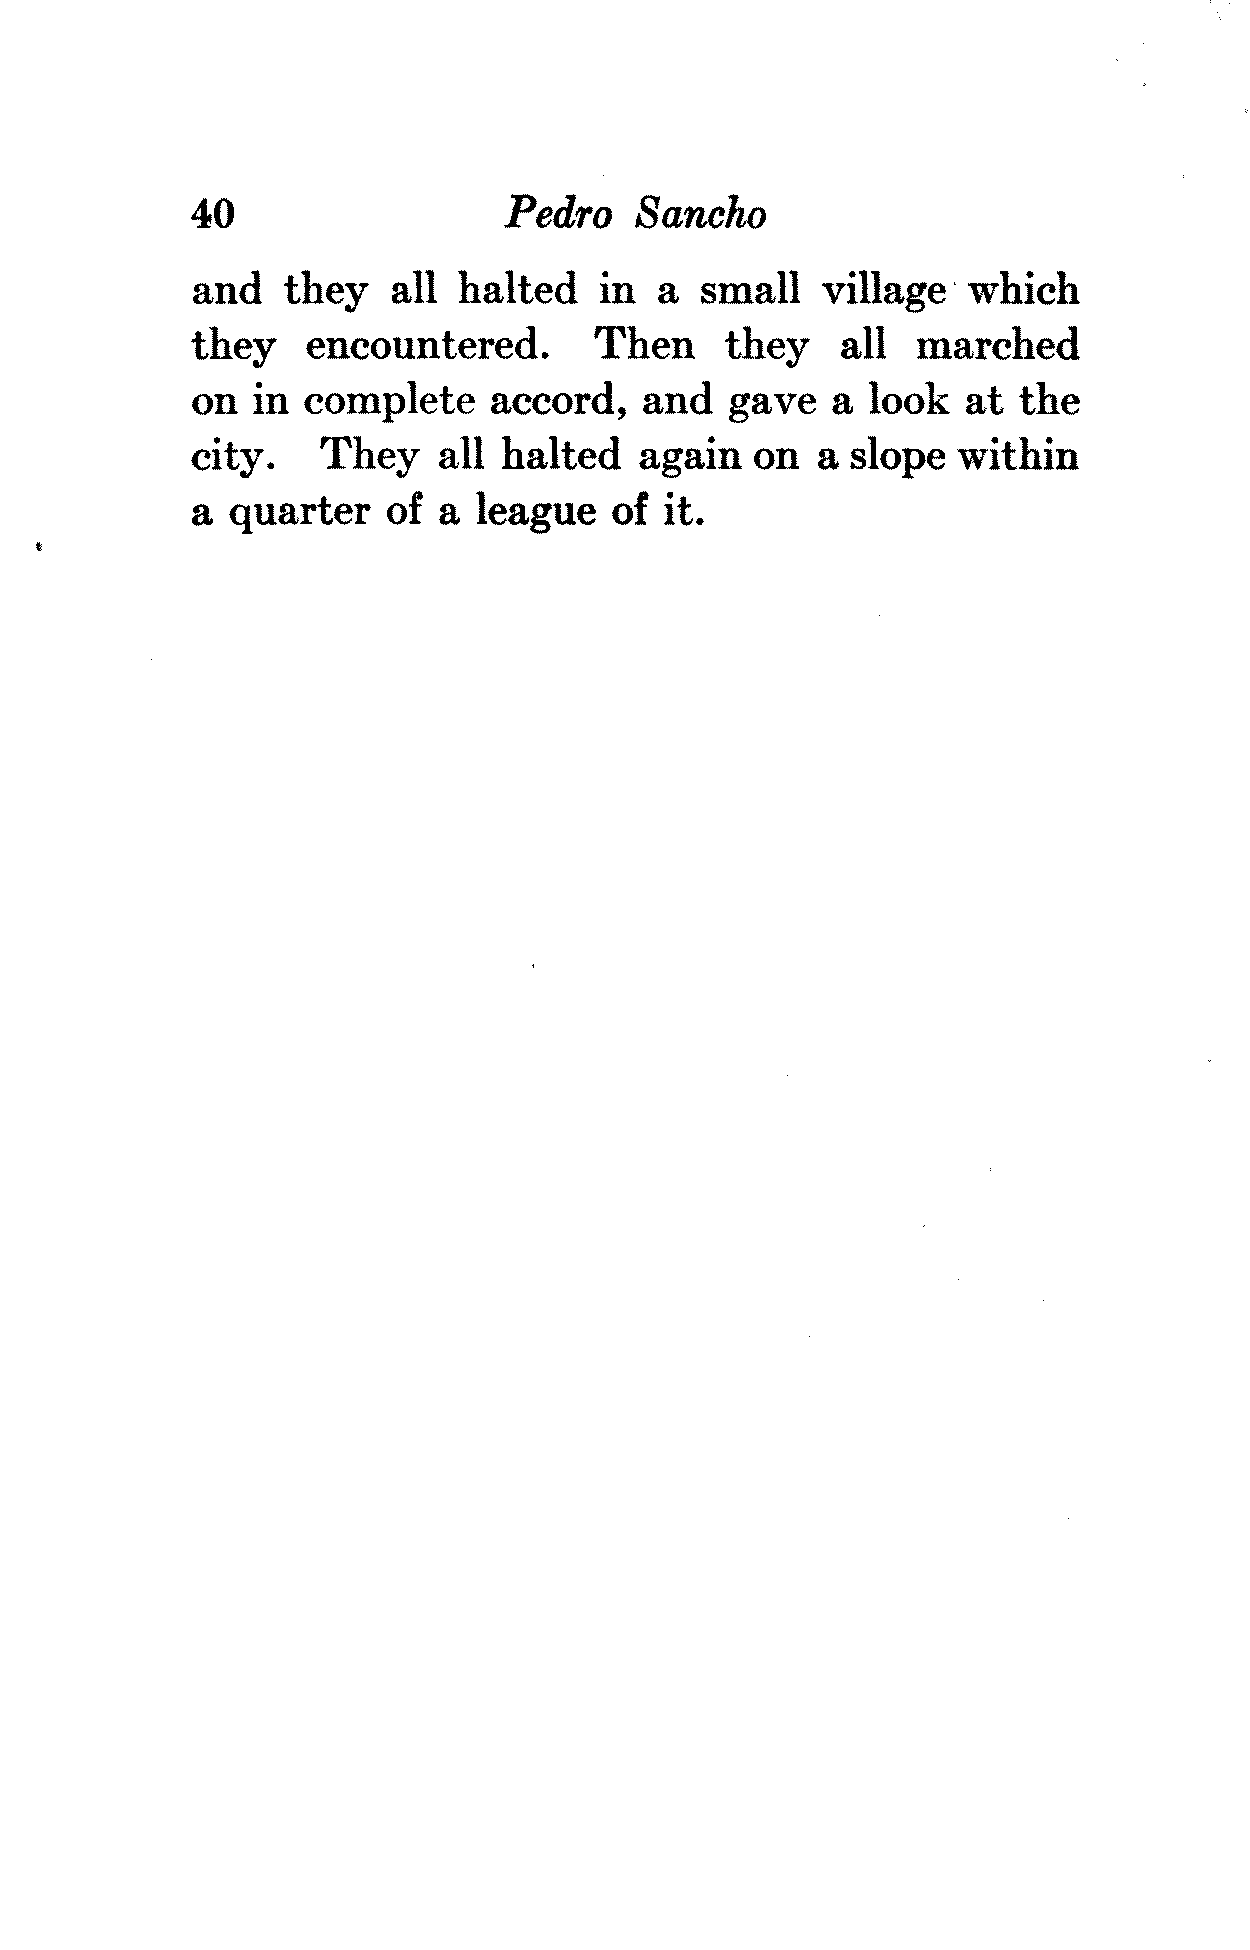 40 Pedro Sancho
and they all halted in a small village which
they encountered. Then they all marched
on in complete accord, and gave a look at the
city. They all halted again on a slope within
a quarter of a league of it.